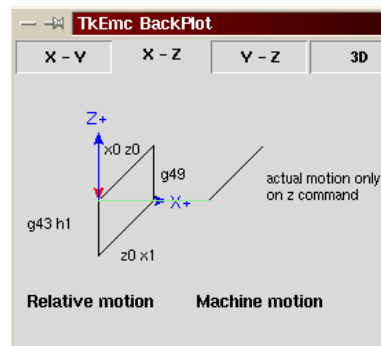 TkEmc BackPlot
X - Y
X - Z
Y - Z
3D
Z+
x0 z0
g49
actual motion only
on z command
X+
g43 h1
z0 x1
Relative motion
Machine motion